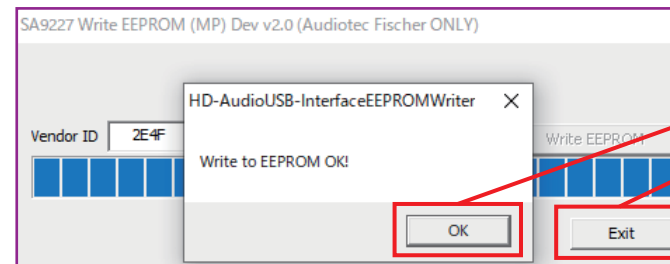 SA9227 Write EEPROM (MP) Dev v2.0 (Audiotec Fischer ONLY)
HD-AudioUSB-InterfaceEEPROMWriter
Vendor ID 2E4F
Write EEPROM
Write to EEPROM OK!
OK
Exit